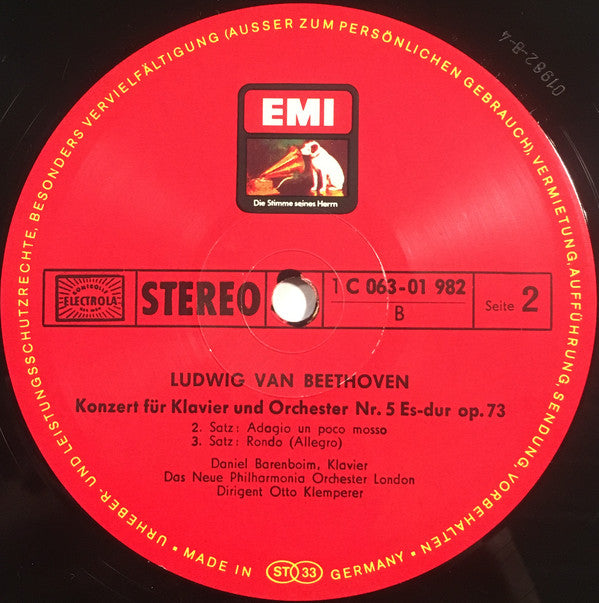 URHEBER- UND LEISTUNGSSCHUTZRECHTE, BESONDERS VERVIELFÄLTIGUNG (AUSSER ZUM PERSÖNLICHEN GEBRAUCH), VERMIETUNG, AUFFÜHRUNG, SENDUNG, VORBEHALTEN
01982-B-4
EMI
Die Stimme seines Herrn
ELECTROLA
STEREO
1 C 063-01 982
B
Seite 2
LUDWIG VAN BEETHOVEN
Konzert für Klavier und Orchester Nr. 5 Es-dur op. 73
2. Satz: Adagio un poco mosso
3. Satz: Rondo (Allegro)
Daniel Barenboim, Klavier
Das Neue Philharmonia Orchester London
Dirigent Otto Klemperer
• MADE IN ST 33 GERMANY •